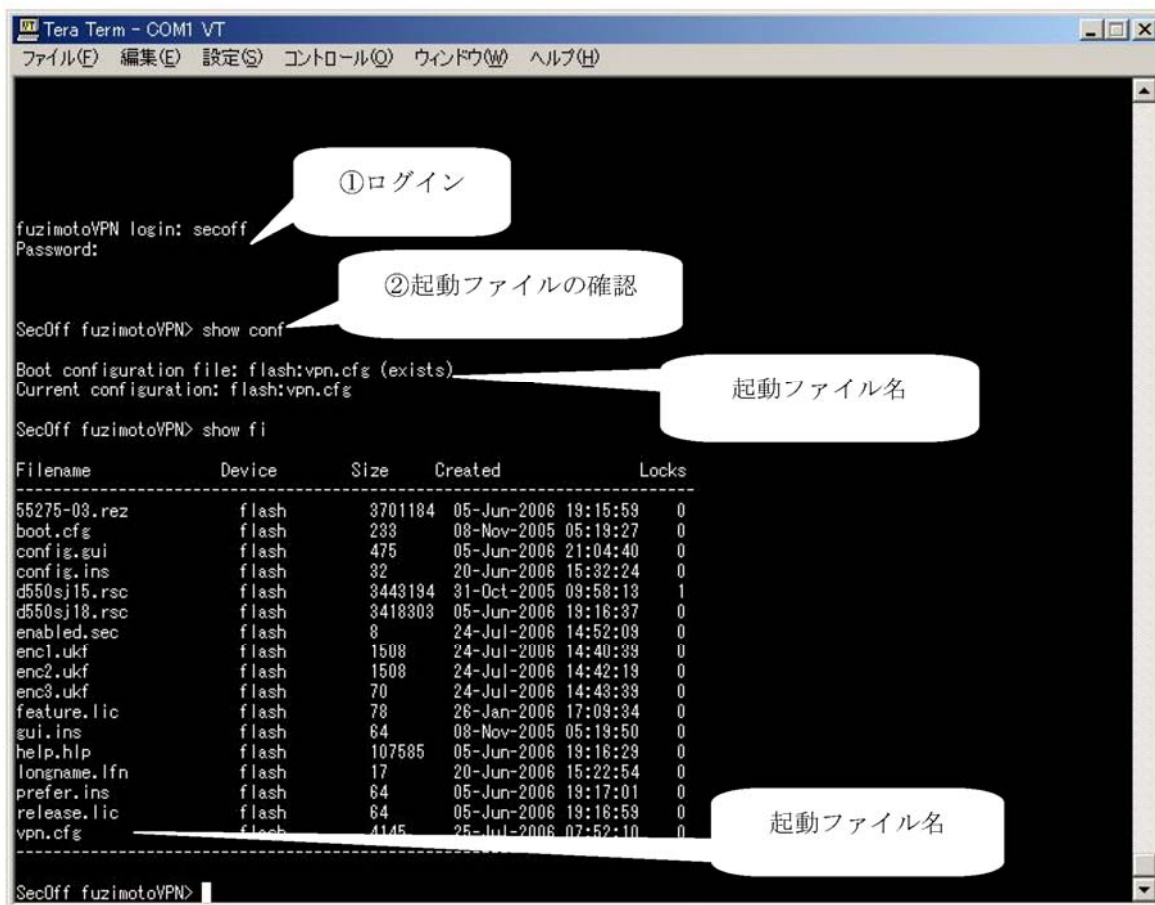 Tera Term - COM1 VT
ファイル(F) 編集(E) 設定(S) コントロール(O) ウィンドウ(W) ヘルプ(H)
①ログイン
fuzimotoVPN login: secoff
Password:
②起動ファイルの確認
SecOff fuzimotoVPN> show conf
Boot configuration file: flash:vpn.cfg (exists)
Current configuration: flash:vpn.cfg
起動ファイル名
SecOff fuzimotoVPN> show fi
Filename Device Size Created Locks
--------------------------------------------------------------------------------
55275-03.rez flash 3701184 05-Jun-2006 19:15:59 0
boot.cfg flash 233 08-Nov-2005 05:19:27 0
config.gui flash 475 05-Jun-2006 21:04:40 0
config.ins flash 32 20-Jun-2006 15:32:24 0
d550sj15.rsc flash 3443194 31-Oct-2005 09:58:13 1
d550sj18.rsc flash 3418303 05-Jun-2006 19:16:37 0
enabled.sec flash 8 24-Jul-2006 14:52:09 0
enc1.ukf flash 1508 24-Jul-2006 14:40:39 0
enc2.ukf flash 1508 24-Jul-2006 14:42:19 0
enc3.ukf flash 70 24-Jul-2006 14:43:39 0
feature.lic flash 78 26-Jan-2006 17:09:34 0
gui.ins flash 64 08-Nov-2005 05:19:50 0
help.hlp flash 107585 05-Jun-2006 19:16:29 0
longname.lfn flash 17 20-Jun-2006 15:22:54 0
prefer.ins flash 64 05-Jun-2006 19:17:01 0
release.lic flash 64 05-Jun-2006 19:16:59 0
vpn.cfg flash 4145 25-Jul-2006 07:52:10 0
起動ファイル名
--------------------------------------------------------------------------------
SecOff fuzimotoVPN>